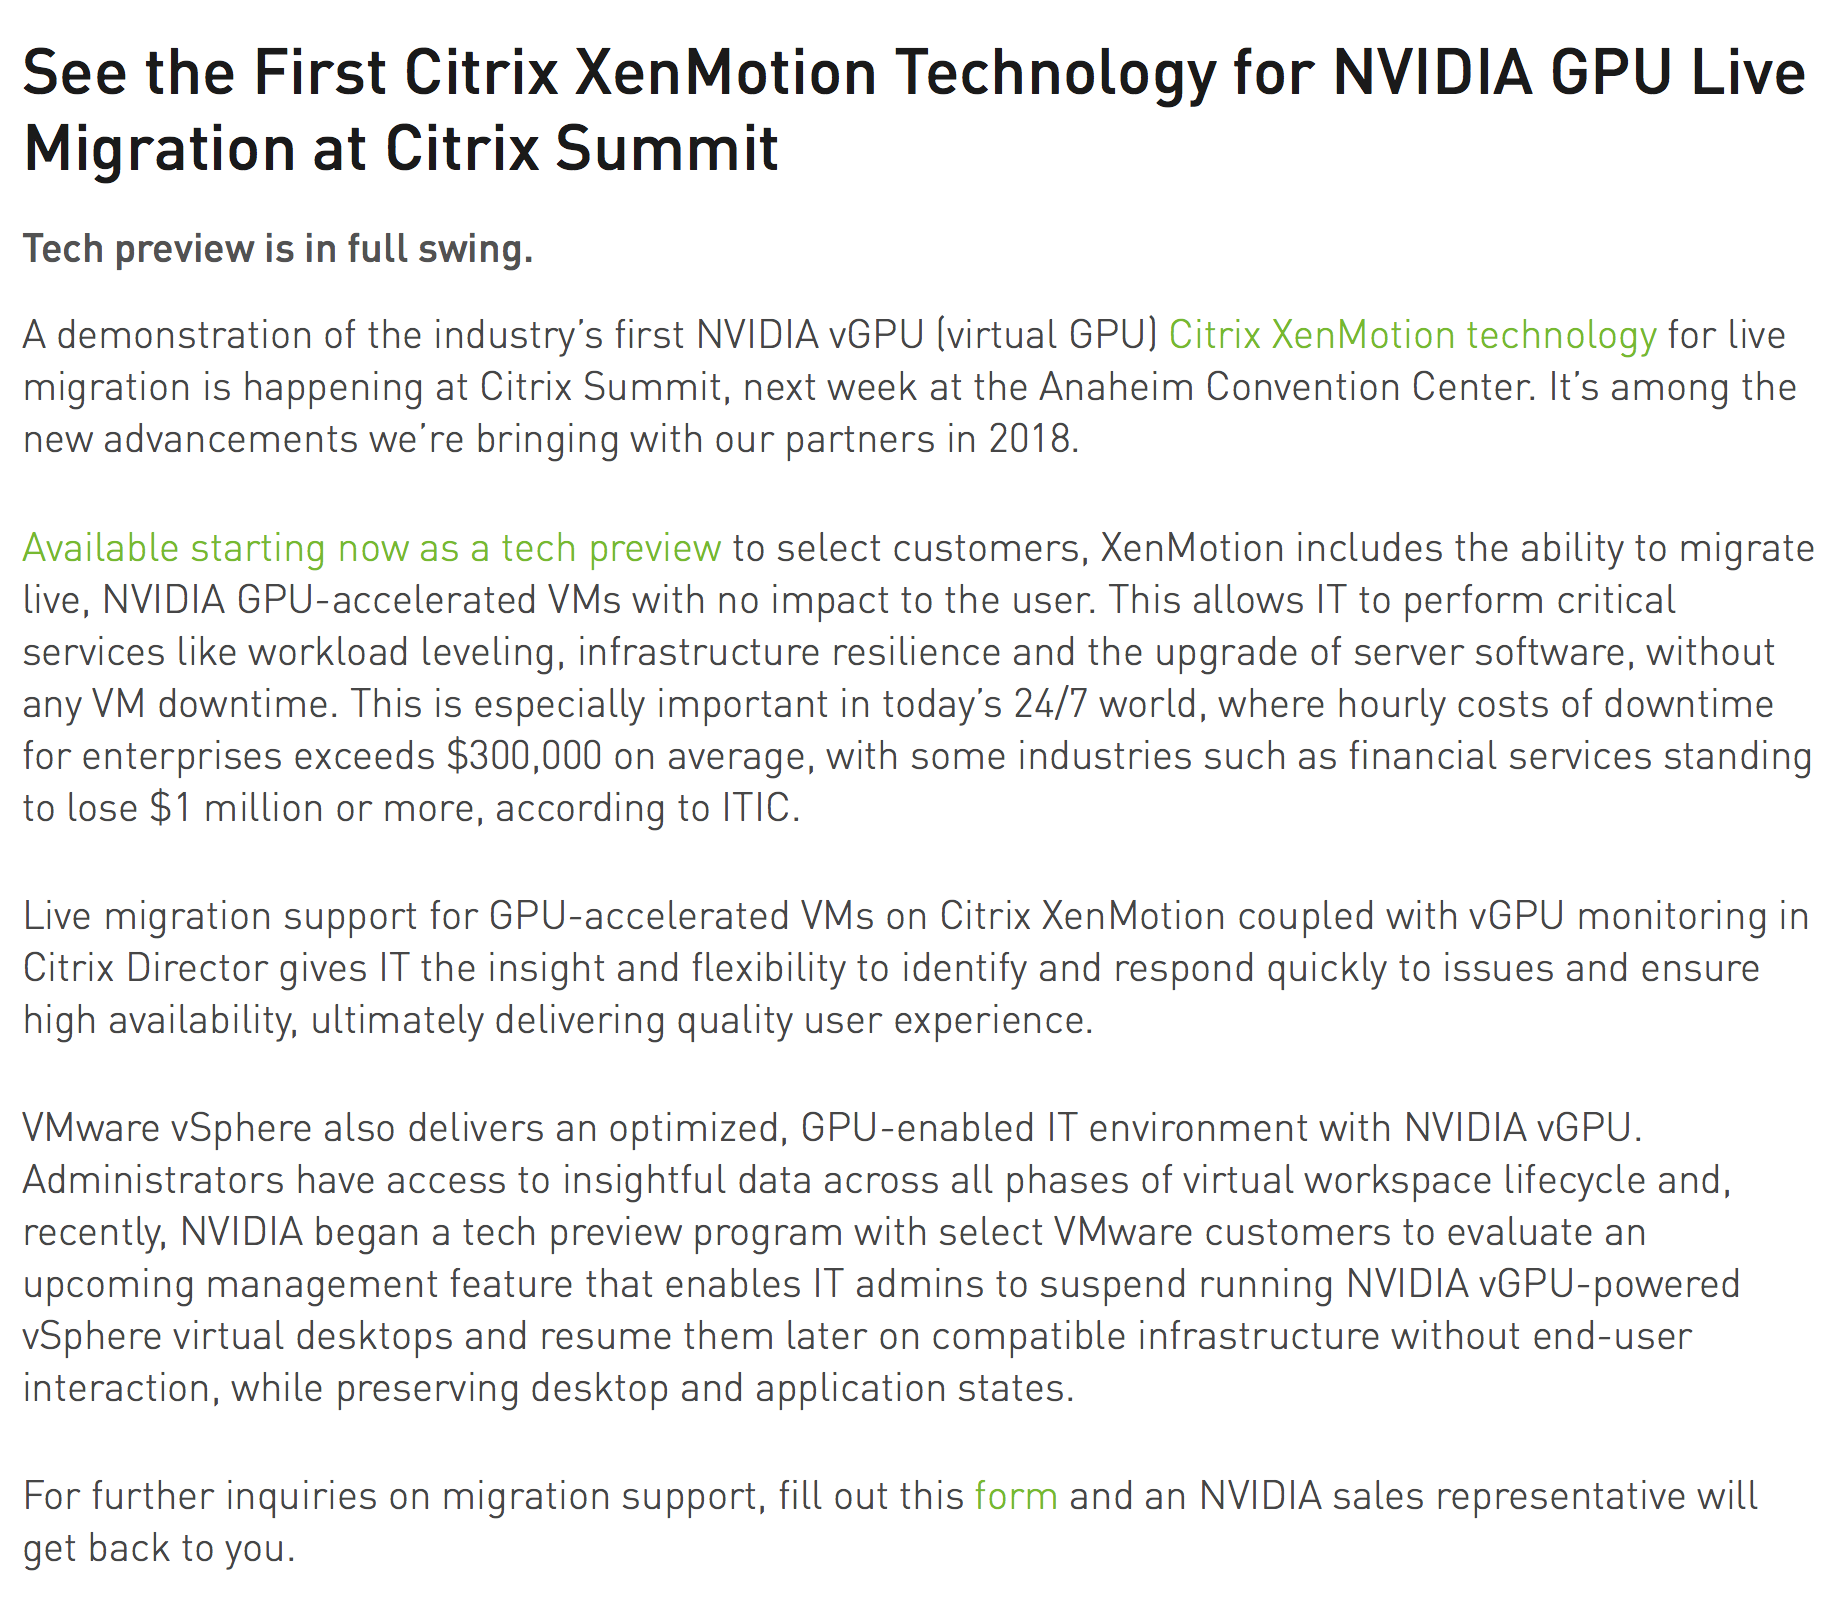 See the First Citrix XenMotion Technology for NVIDIA GPU Live
Migration at Citrix Summit
Tech preview is in full swing.
A demonstration of the industry’s first NVIDIA vGPU (virtual GPU) Citrix XenMotion technology for live
migration is happening at Citrix Summit, next week at the Anaheim Convention Center. It’s among the
new advancements we’re bringing with our partners in 2018.
Available starting now as a tech preview to select customers, XenMotion includes the ability to migrate
live, NVIDIA GPU-accelerated VMs with no impact to the user. This allows IT to perform critical
services like workload leveling, infrastructure resilience and the upgrade of server software, without
any VM downtime. This is especially important in today’s 24/7 world, where hourly costs of downtime
for enterprises exceeds $300,000 on average, with some industries such as financial services standing
to lose $1 million or more, according to ITIC.
Live migration support for GPU-accelerated VMs on Citrix XenMotion coupled with vGPU monitoring in
Citrix Director gives IT the insight and flexibility to identify and respond quickly to issues and ensure
high availability, ultimately delivering quality user experience.
VMware vSphere also delivers an optimized, GPU-enabled IT environment with NVIDIA vGPU.
Administrators have access to insightful data across all phases of virtual workspace lifecycle and,
recently, NVIDIA began a tech preview program with select VMware customers to evaluate an
upcoming management feature that enables IT admins to suspend running NVIDIA vGPU-powered
vSphere virtual desktops and resume them later on compatible infrastructure without end-user
interaction, while preserving desktop and application states.
For further inquiries on migration support, fill out this form and an NVIDIA sales representative will
get back to you.